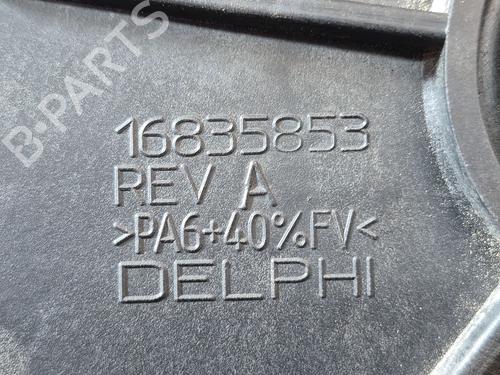 B-PARTS
16835853
REV A
>PA6+40%FV<
DELPHI